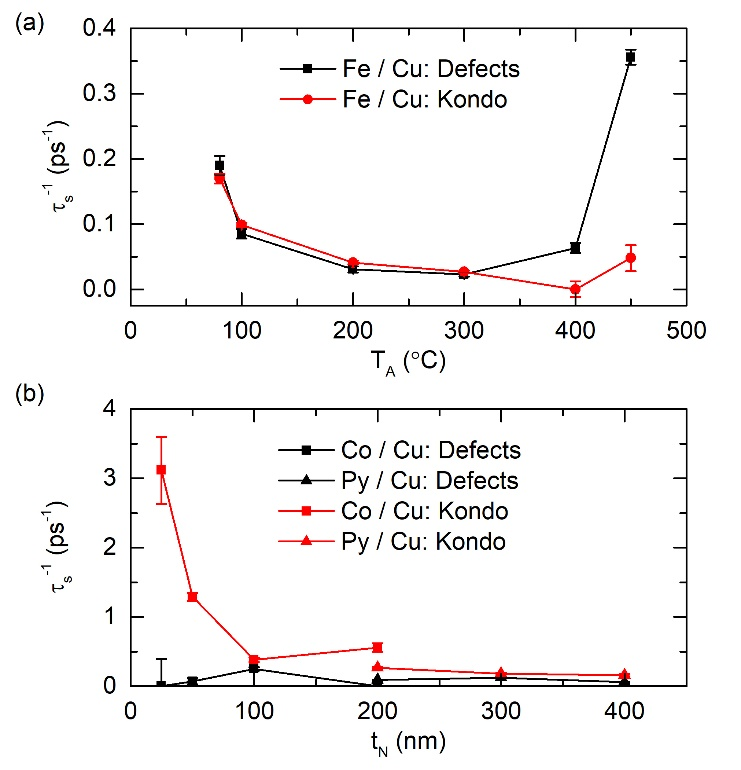 (a)
0.4
0.3
0.2
0.1
0.0
τs⁻¹ (ps⁻¹)
Fe / Cu: Defects
Fe / Cu: Kondo
0 100 200 300 400 500
TA (°C)
(b)
4
3
2
1
0
τs⁻¹ (ps⁻¹)
Co / Cu: Defects
Py / Cu: Defects
Co / Cu: Kondo
Py / Cu: Kondo
0 100 200 300 400
tN (nm)